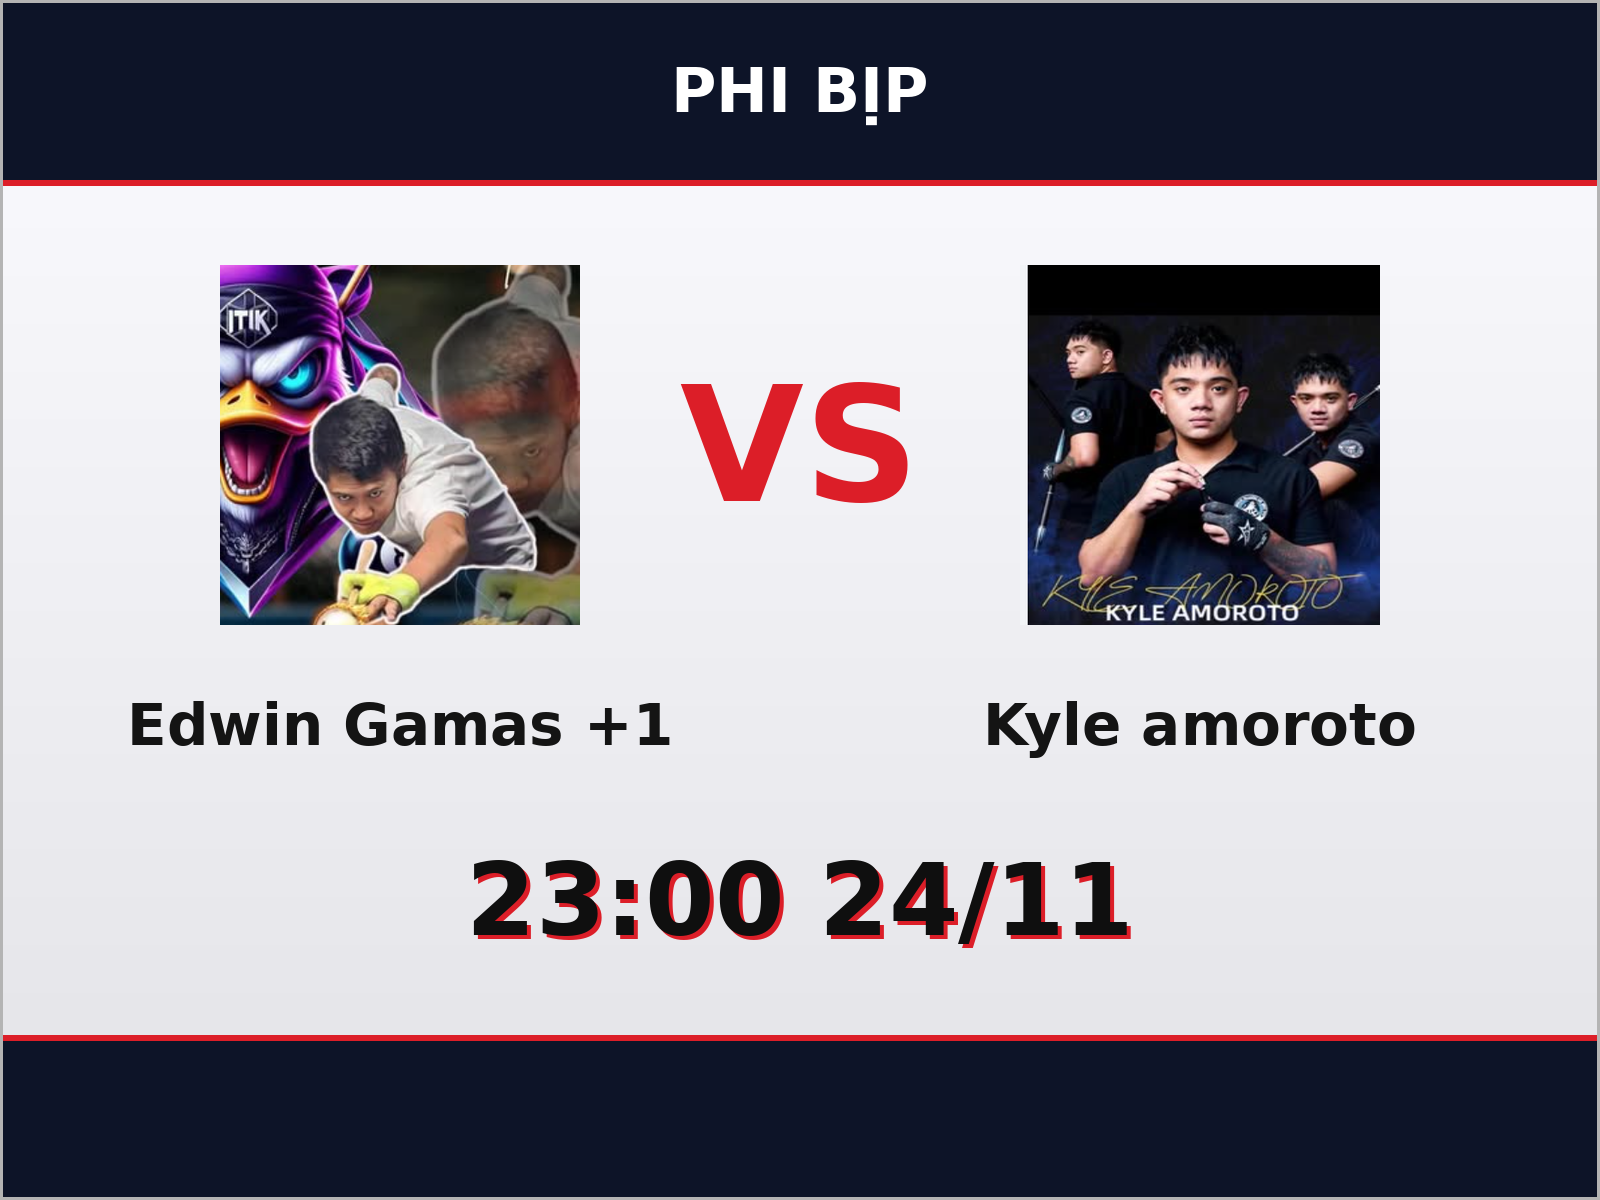 PHI BỊP
ITIK
VS
KYLE AMOROTO
KYLE AMOROTO
Edwin Gamas +1
Kyle amoroto
23:00 24/11